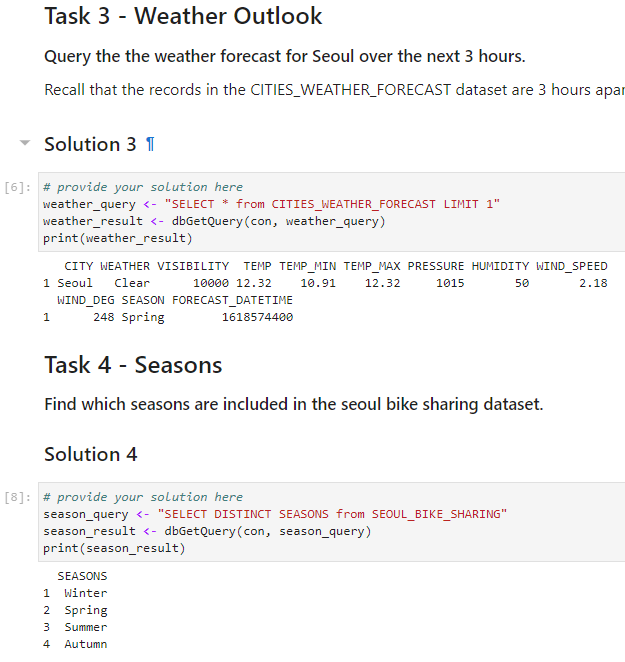 Task 3 - Weather Outlook
Query the the weather forecast for Seoul over the next 3 hours.
Recall that the records in the CITIES_WEATHER_FORECAST dataset are 3 hours apar
Solution 3 ¶
[6]: # provide your solution here
weather_query <- "SELECT * from CITIES_WEATHER_FORECAST LIMIT 1"
weather_result <- dbGetQuery(con, weather_query)
print(weather_result)
CITY WEATHER VISIBILITY TEMP TEMP_MIN TEMP_MAX PRESSURE HUMIDITY WIND_SPEED
1 Seoul Clear 10000 12.32 10.91 12.32 1015 50 2.18
WIND_DEG SEASON FORECAST_DATETIME
1 248 Spring 1618574400
Task 4 - Seasons
Find which seasons are included in the seoul bike sharing dataset.
Solution 4
[8]: # provide your solution here
season_query <- "SELECT DISTINCT SEASONS from SEOUL_BIKE_SHARING"
season_result <- dbGetQuery(con, season_query)
print(season_result)
SEASONS
1 Winter
2 Spring
3 Summer
4 Autumn